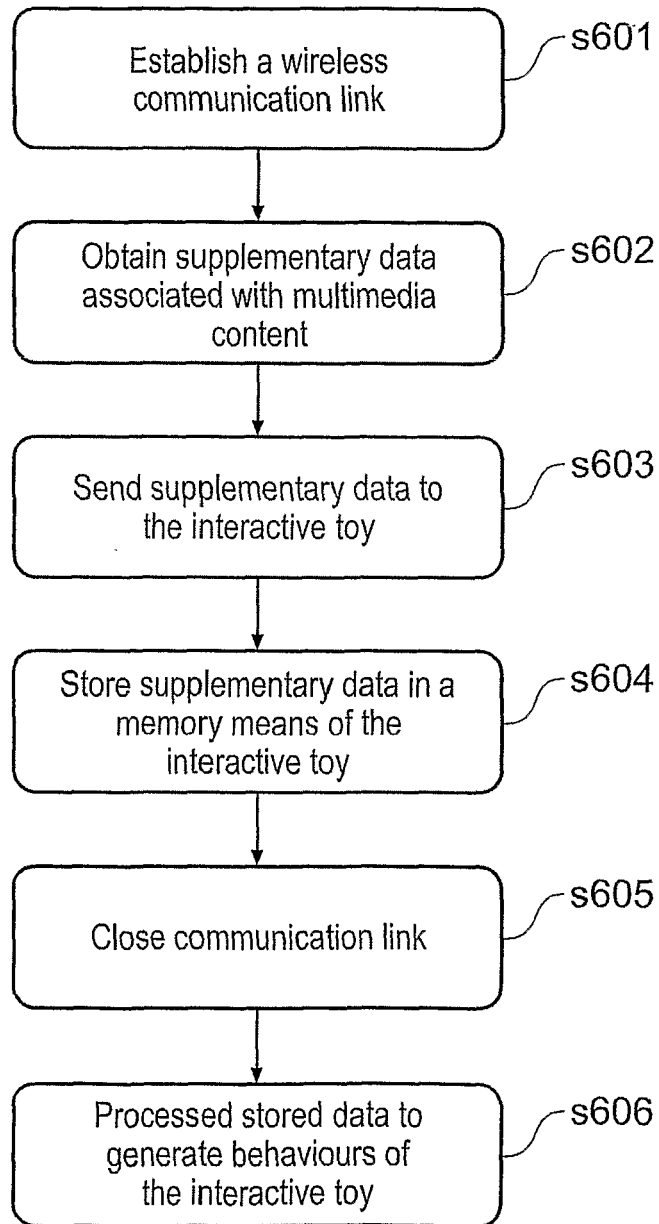 Establish a wireless
communication link
s601
Obtain supplementary data
associated with multimedia
content
s602
Send supplementary data to
the interactive toy
s603
Store supplementary data in a
memory means of the
interactive toy
s604
Close communication link
s605
Processed stored data to
generate behaviours of
the interactive toy
s606